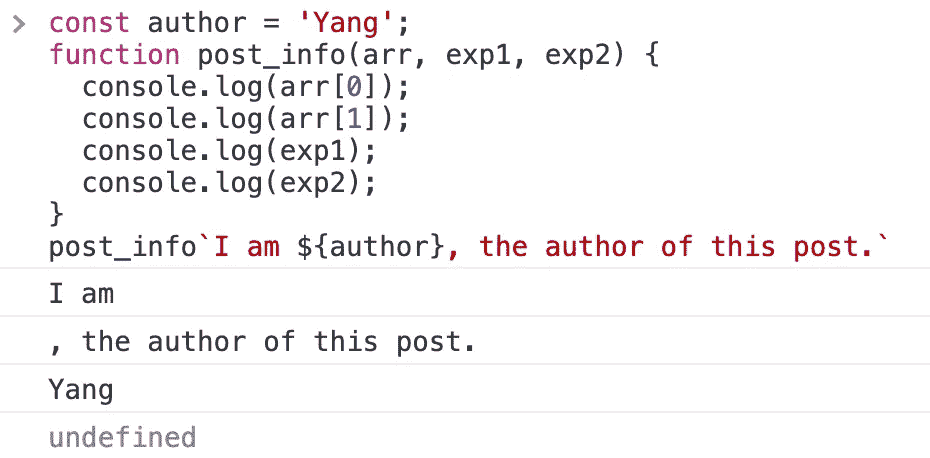 > const author = 'Yang';
function post_info(arr, exp1, exp2) {
  console.log(arr[0]);
  console.log(arr[1]);
  console.log(exp1);
  console.log(exp2);
}
post_info`I am ${author}, the author of this post.`
I am
, the author of this post.
Yang
undefined